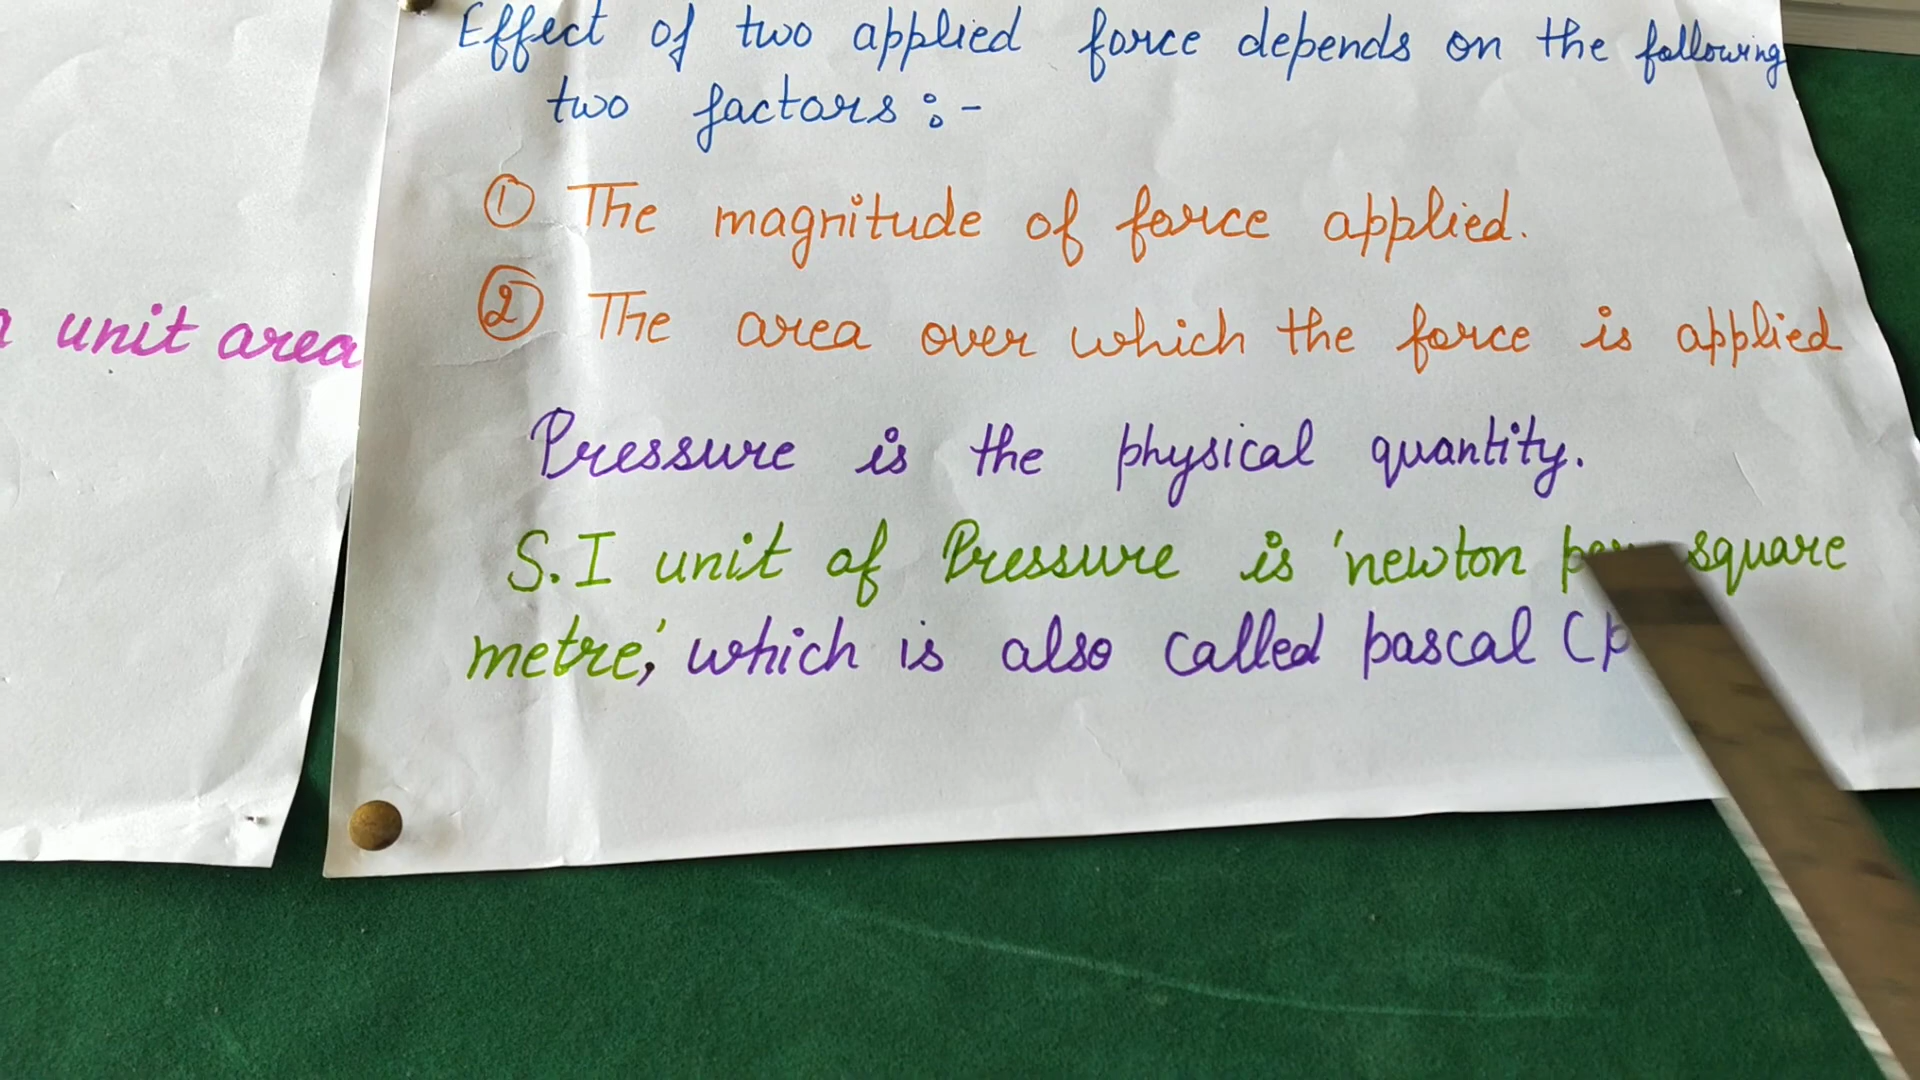 Effect of two applied force depends on the following
two factors :-
① The magnitude of force applied.
② The area over which the force is applied
unit area
Pressure is the physical quantity.
S.I unit of Pressure is 'newton per square
metre,' which is also called pascal (p